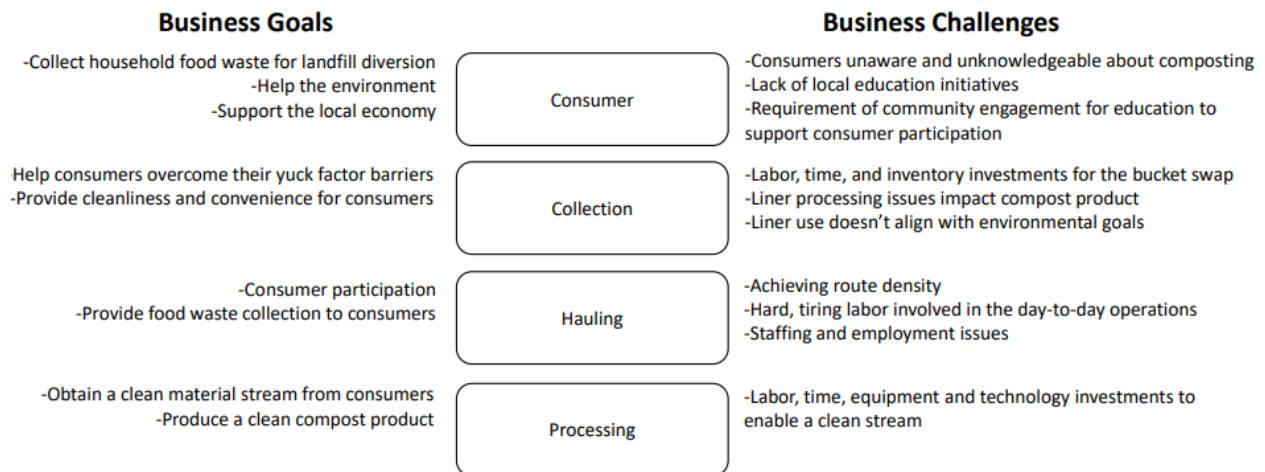 Business Goals
Business Challenges
-Collect household food waste for landfill diversion
-Help the environment
-Support the local economy
Consumer
-Consumers unaware and unknowledgeable about composting
-Lack of local education initiatives
-Requirement of community engagement for education to
support consumer participation
-Help consumers overcome their yuck factor barriers
-Provide cleanliness and convenience for consumers
Collection
-Labor, time, and inventory investments for the bucket swap
-Liner processing issues impact compost product
-Liner use doesn’t align with environmental goals
-Consumer participation
-Provide food waste collection to consumers
Hauling
-Achieving route density
-Hard, tiring labor involved in the day-to-day operations
-Staffing and employment issues
-Obtain a clean material stream from consumers
-Produce a clean compost product
Processing
-Labor, time, equipment and technology investments to
enable a clean stream